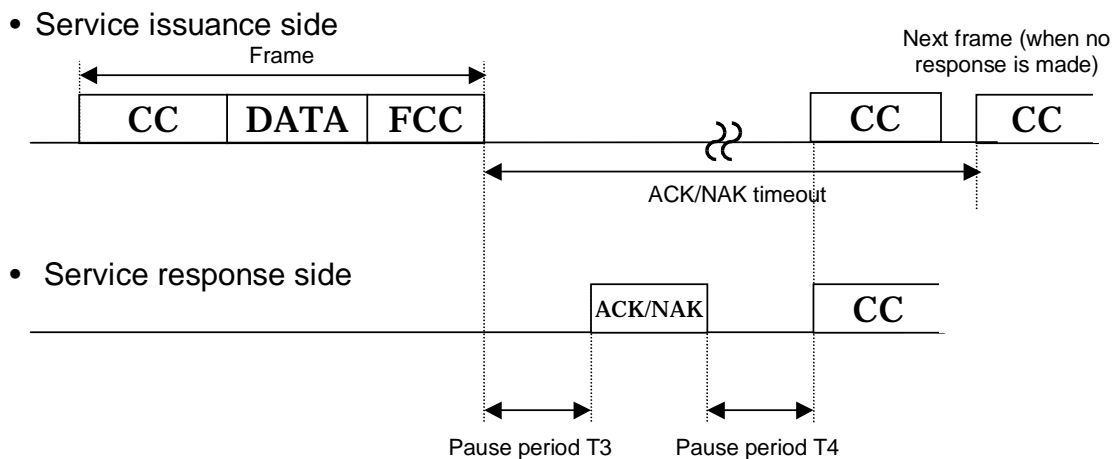 • Service issuance side
Frame
Next frame (when no
response is made)
CC DATA FCC CC CC
ACK/NAK timeout
• Service response side
ACK/NAK CC
Pause period T3 Pause period T4